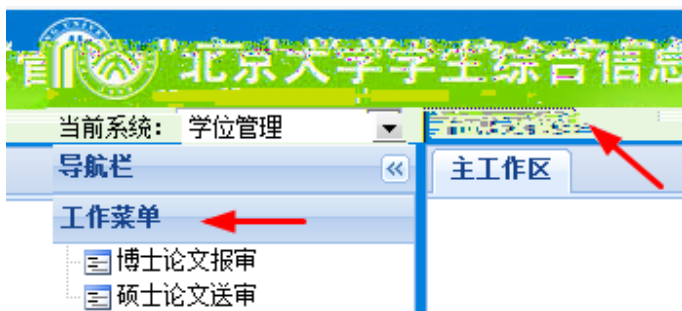 北京大学学生综合信息
当前系统： 学位管理
导航栏
主工作区
工作菜单
博士论文报审
硕士论文送审